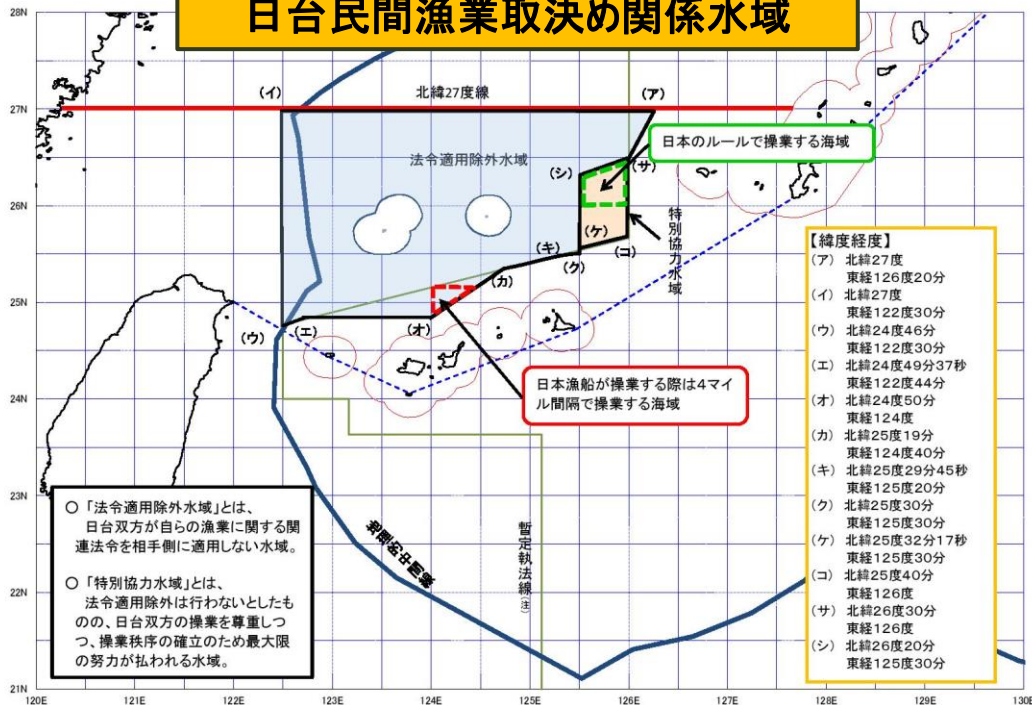 日台民間漁業取決め関係水域
28N
27N
26N
25N
24N
23N
22N
21N
120E
121E
122E
123E
124E
125E
126E
127E
128E
129E
130E
(イ)
北緯27度線
(ア)
日本のルールで操業する海域
法令適用除外水域
(シ)
(サ)
特別協力水域
(ケ)
(キ)
(コ)
(ク)
(カ)
(ウ)
(エ)
(オ)
日本漁船が操業する際は4マイ
ル間隔で操業する海域
地理的中間線
暫定執法線(注)
○ 「法令適用除外水域」とは、
日台双方が自らの漁業に関する関
連法令を相手側に適用しない水域。
○ 「特別協力水域」とは、
法令適用除外は行わないとしたも
のの、日台双方の操業を尊重しつ
つ、操業秩序の確立のため最大限
の努力が払われる水域。
【緯度経度】
(ア) 北緯27度
東経126度20分
(イ) 北緯27度
東経122度30分
(ウ) 北緯24度46分
東経122度30分
(エ) 北緯24度49分37秒
東経122度44分
(オ) 北緯24度50分
東経124度
(カ) 北緯25度19分
東経124度40分
(キ) 北緯25度29分45秒
東経125度20分
(ク) 北緯25度30分
東経125度30分
(ケ) 北緯25度32分17秒
東経125度30分
(コ) 北緯25度40分
東経126度
(サ) 北緯26度30分
東経126度
(シ) 北緯26度20分
東経125度30分